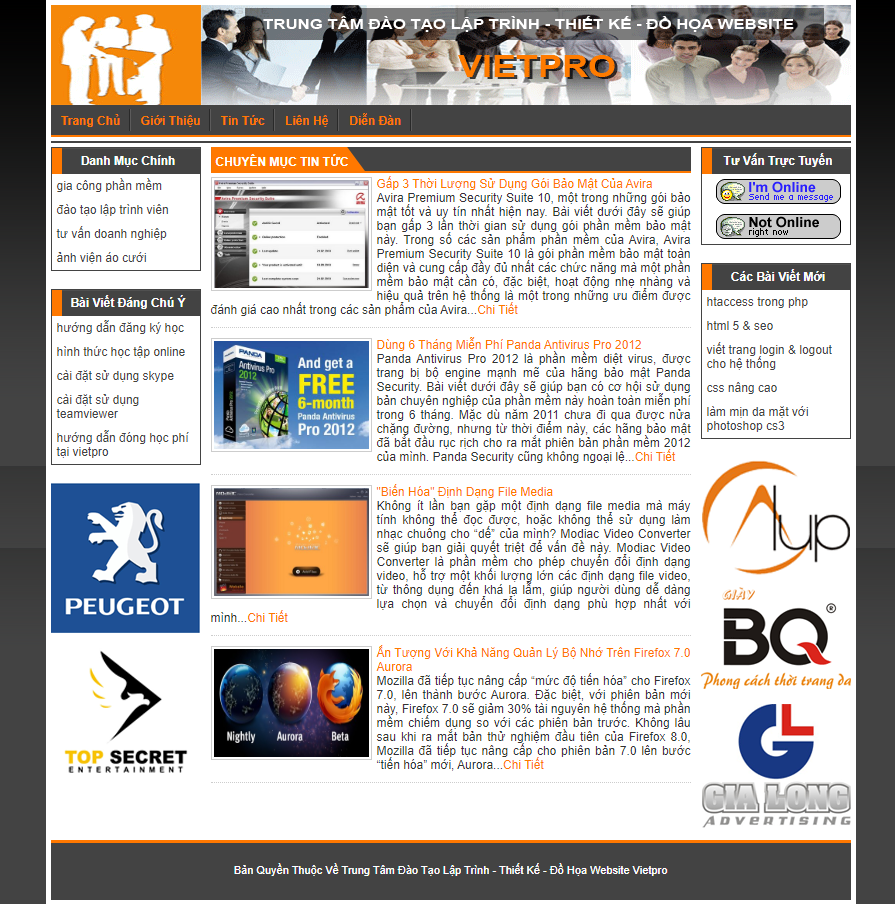 TRUNG TÂM ĐÀO TẠO LẬP TRÌNH - THIẾT KẾ - ĐỒ HỌA WEBSITE
VIETPRO
Trang Chủ
Giới Thiệu
Tin Tức
Liên Hệ
Diễn Đàn
Danh Mục Chính
gia công phần mềm
đào tạo lập trình viên
tư vấn doanh nghiệp
ảnh viện áo cưới
Bài Viết Đáng Chú Ý
hướng dẫn đăng ký học
hình thức học tập online
cài đặt sử dụng skype
cài đặt sử dụng
teamviewer
hướng dẫn đóng học phí
tại vietpro
PEUGEOT
TOP SECRET
ENTERTAINMENT
CHUYÊN MỤC TIN TỨC
Gấp 3 Thời Lượng Sử Dụng Gói Bảo Mật Của Avira
Avira Premium Security Suite 10, một trong những gói bảo
mật tốt và uy tín nhất hiện nay. Bài viết dưới đây sẽ giúp
bạn gấp 3 lần thời gian sử dụng gói phần mềm bảo mật
này. Trong số các sản phẩm phần mềm của Avira, Avira
Premium Security Suite 10 là gói phần mềm bảo mật toàn
diện và cung cấp đầy đủ nhất các chức năng mà một phần
mềm bảo mật cần có, đặc biệt, hoạt động nhẹ nhàng và
hiệu quả trên hệ thống là một trong những ưu điểm được
đánh giá cao nhất trong các sản phẩm của Avira...Chi Tiết
PANDA
Antivirus Pro
2012
And get a
FREE
6-month
Panda Antivirus
Pro 2012
Dùng 6 Tháng Miễn Phí Panda Antivirus Pro 2012
Panda Antivirus Pro 2012 là phần mềm diệt virus, được
trang bị bộ engine mạnh mẽ của hãng bảo mật Panda
Security. Bài viết dưới đây sẽ giúp bạn có cơ hội sử dụng
bản chuyên nghiệp của phần mềm này hoàn toàn miễn phí
trong 6 tháng. Mặc dù năm 2011 chưa đi qua được nửa
chặng đường, nhưng từ thời điểm này, các hãng bảo mật
đã bắt đầu rục rịch cho ra mắt phiên bản phần mềm 2012
của mình. Panda Security cũng không ngoại lệ...Chi Tiết
"Biến Hóa" Định Dạng File Media
Không ít lần bạn gặp một định dạng file media mà máy
tính không thể đọc được, hoặc không thể sử dụng làm
nhạc chuông cho “dế” của mình? Modiac Video Converter
sẽ giúp bạn giải quyết triệt để vấn đề này. Modiac Video
Converter là phần mềm cho phép chuyển đổi định dạng
video, hỗ trợ một khối lượng lớn các định dạng file video,
từ thông dụng đến khá lạ lẫm, giúp người dùng dễ dàng
lựa chọn và chuyển đổi định dạng phù hợp nhất với
mình...Chi Tiết
Nightly
Aurora
Beta
Ấn Tượng Với Khả Năng Quản Lý Bộ Nhớ Trên Firefox 7.0
Aurora
Mozilla đã tiếp tục nâng cấp “mức độ tiến hóa” cho Firefox
7.0, lên thành bước Aurora. Đặc biệt, với phiên bản mới
này, Firefox 7.0 sẽ giảm 30% tài nguyên hệ thống mà phần
mềm chiếm dụng so với các phiên bản trước. Không lâu
sau khi ra mắt bản thử nghiệm đầu tiên của Firefox 8.0,
Mozilla đã tiếp tục nâng cấp cho phiên bản 7.0 lên bước
“tiến hóa” mới, Aurora...Chi Tiết
Tư Vấn Trực Tuyến
I'm Online
Send me a message
Not Online
right now
Các Bài Viết Mới
htaccess trong php
html 5 & seo
viết trang login & logout
cho hệ thống
css nâng cao
làm mịn da mặt với
photoshop cs3
Alup
GIÀY
BQ®
Phong cách thời trang da
GL
GIA LONG
ADVERTISING
Bản Quyền Thuộc Về Trung Tâm Đào Tạo Lập Trình - Thiết Kế - Đồ Họa Website Vietpro